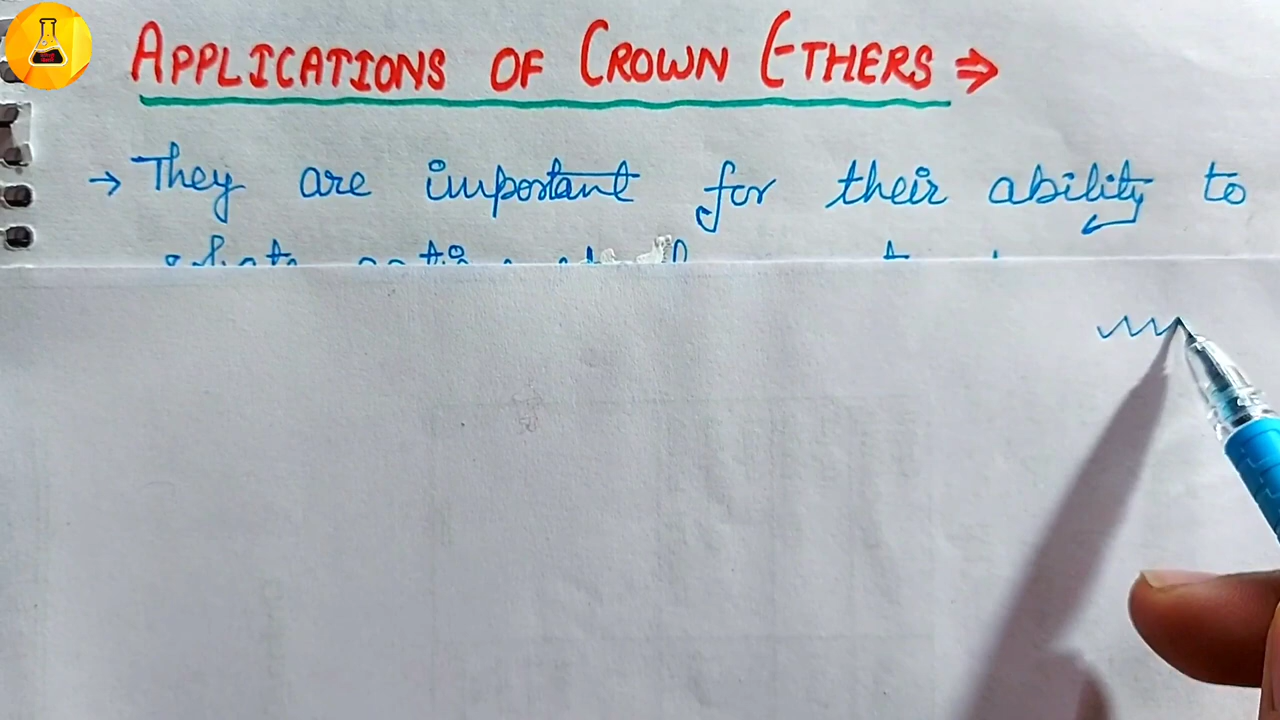 APPLICATIONS OF CROWN ETHERS ⇒
→ They are important for their ability to